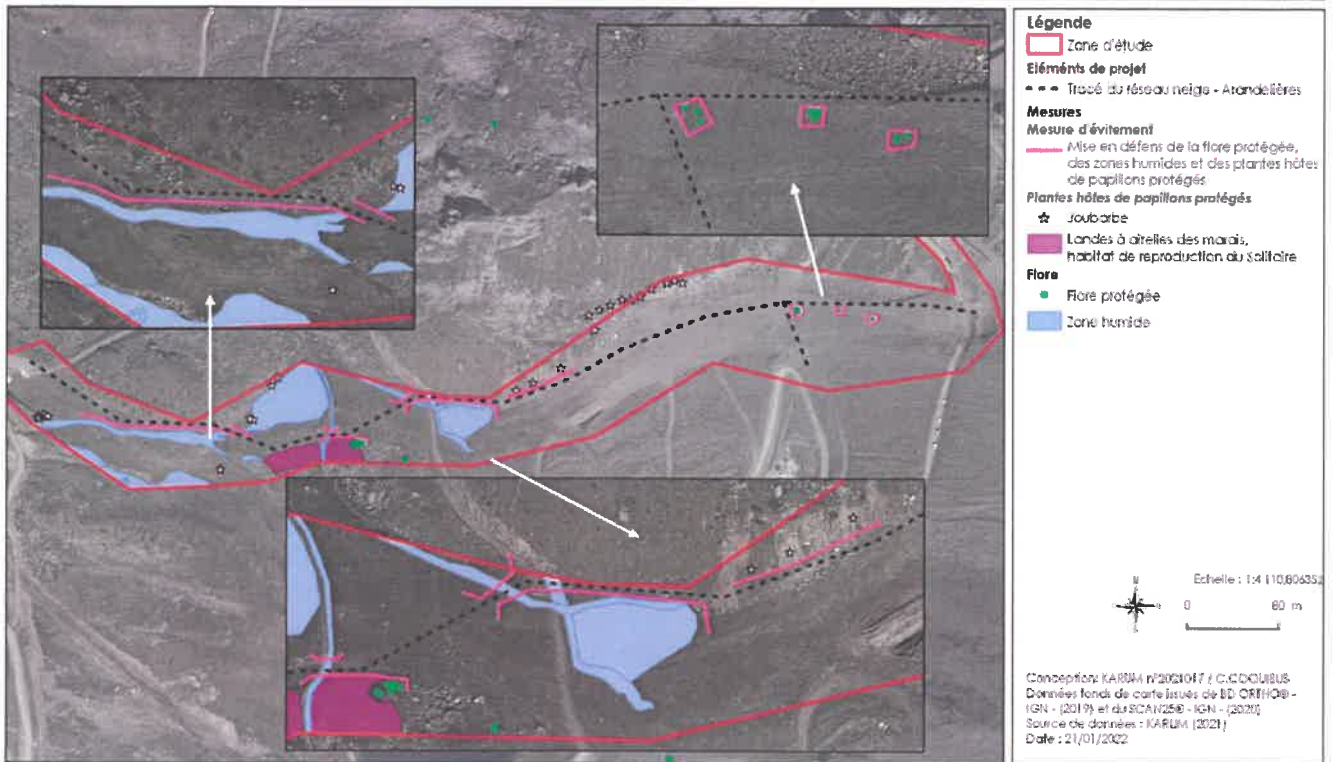 Légende
Zone d'étude
Eléments de projet
Tracé du réseau neige - Arandelières
Mesures
Mesure d'évitement
Mise en défens de la flore protégée,
des zones humides et des plantes hôtes
de papillons protégés
Plantes hôtes de papillons protégés
Joubarbe
Landes à airelles des marais,
habitat de reproduction du Solitaire
Flore
Flore protégée
Zone humide
N
Echelle : 1:4 110,806352
0 80 m
Conception: KARUM n°2021017 / C.COQUIBUS
Données fonds de carte issues de BD ORTHO® -
IGN - (2019) et du SCAN25® - IGN - (2020)
Source de données : KARUM (2021)
Date : 21/01/2022